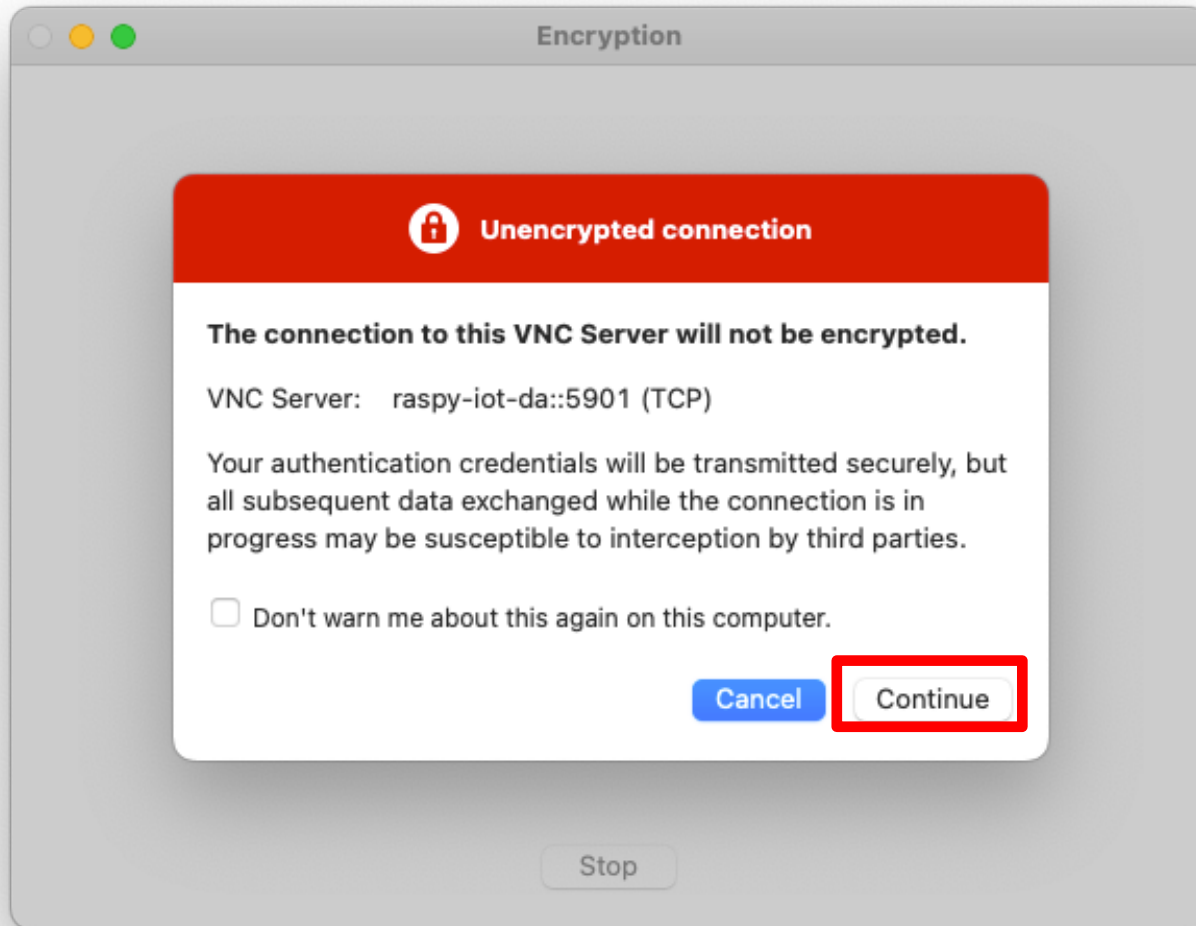 Encryption
Unencrypted connection
The connection to this VNC Server will not be encrypted.
VNC Server: raspy-iot-da::5901 (TCP)
Your authentication credentials will be transmitted securely, but
all subsequent data exchanged while the connection is in
progress may be susceptible to interception by third parties.
Don't warn me about this again on this computer.
Cancel Continue
Stop